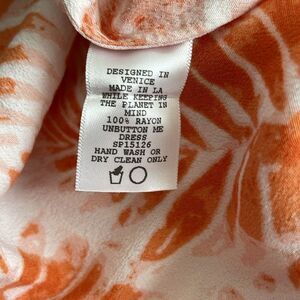 DESIGNED IN
VENICE
MADE IN LA
WHILE KEEPING
THE PLANET IN
MIND
100% RAYON
UNBUTTON ME
DRESS
SP15126
HAND WASH OR
DRY CLEAN ONLY